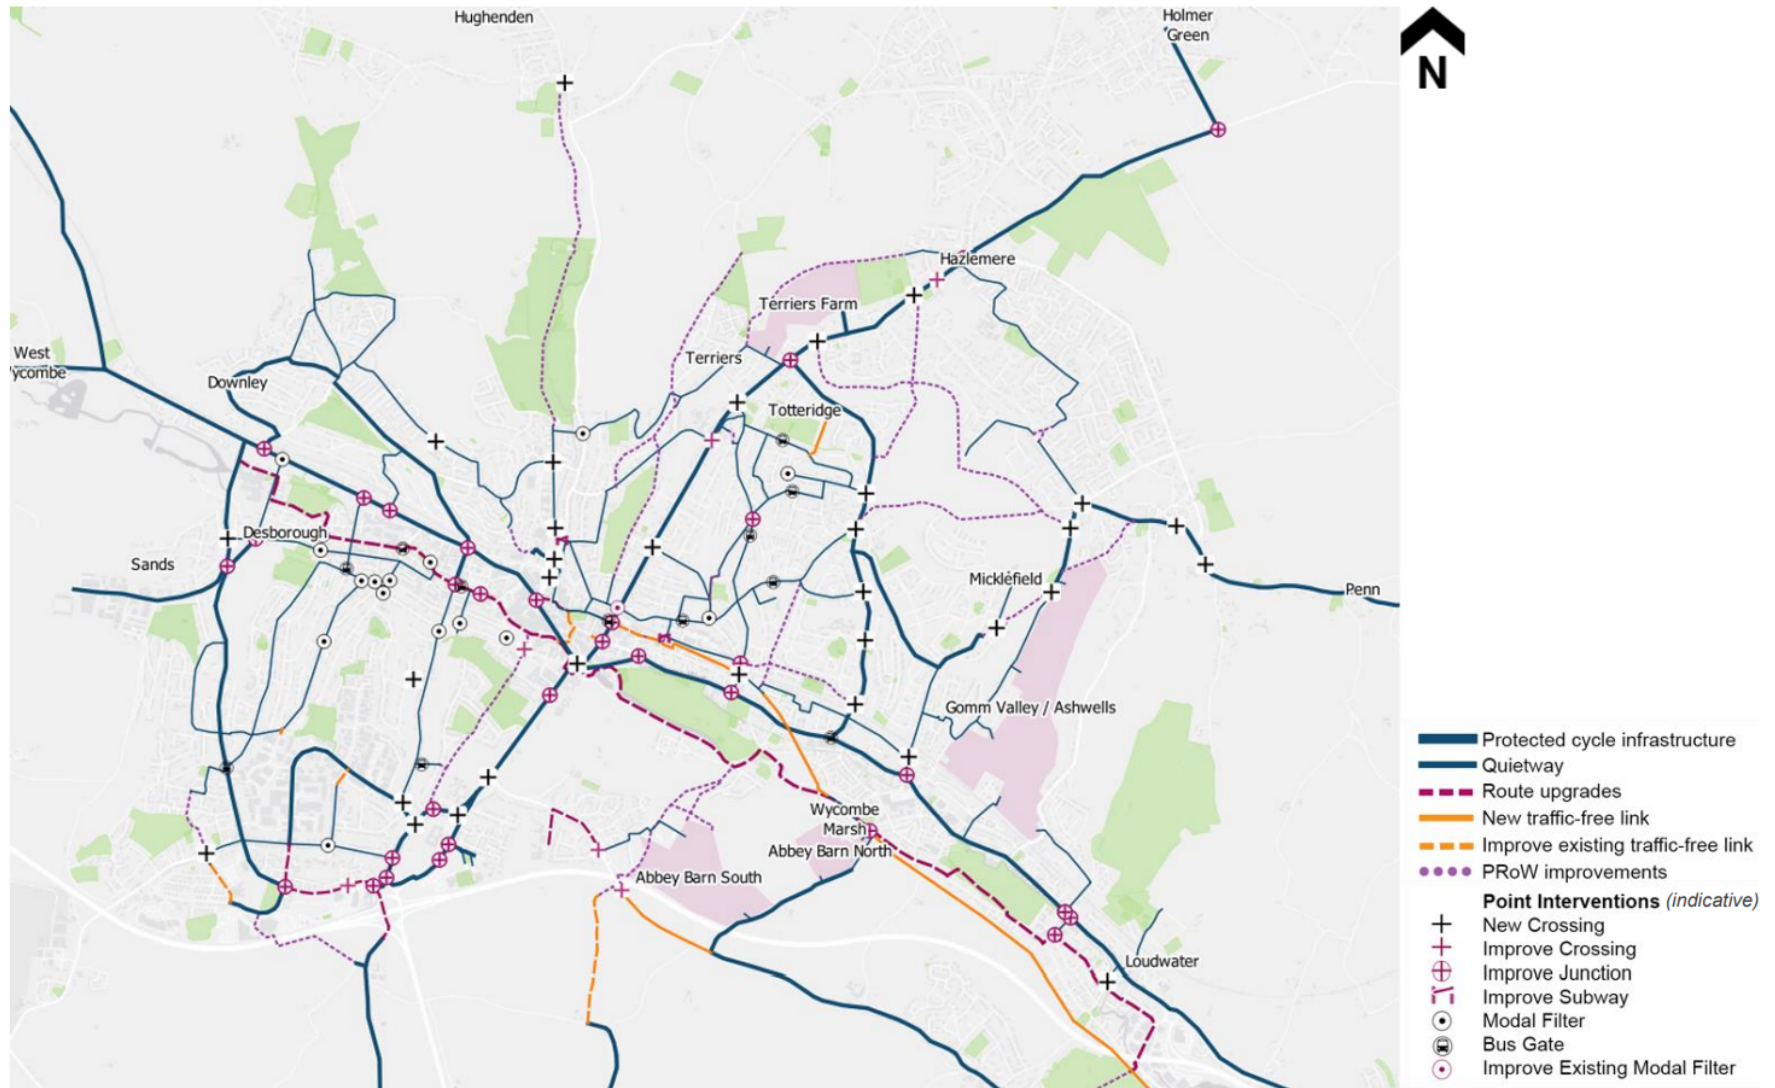 Hughenden
Holmer
Green
N
Hazlemere
Terriers Farm
West
ycombe
Terriers
Downley
Totteridge
Desborough
Sands
Micklefield
Penn
Gomm Valley / Ashwells
Wycombe
Marsh
Abbey Barn North
Abbey Barn South
Loudwater
Protected cycle infrastructure
Quietway
Route upgrades
New traffic-free link
Improve existing traffic-free link
PRoW improvements
Point Interventions (indicative)
New Crossing
Improve Crossing
Improve Junction
Improve Subway
Modal Filter
Bus Gate
Improve Existing Modal Filter